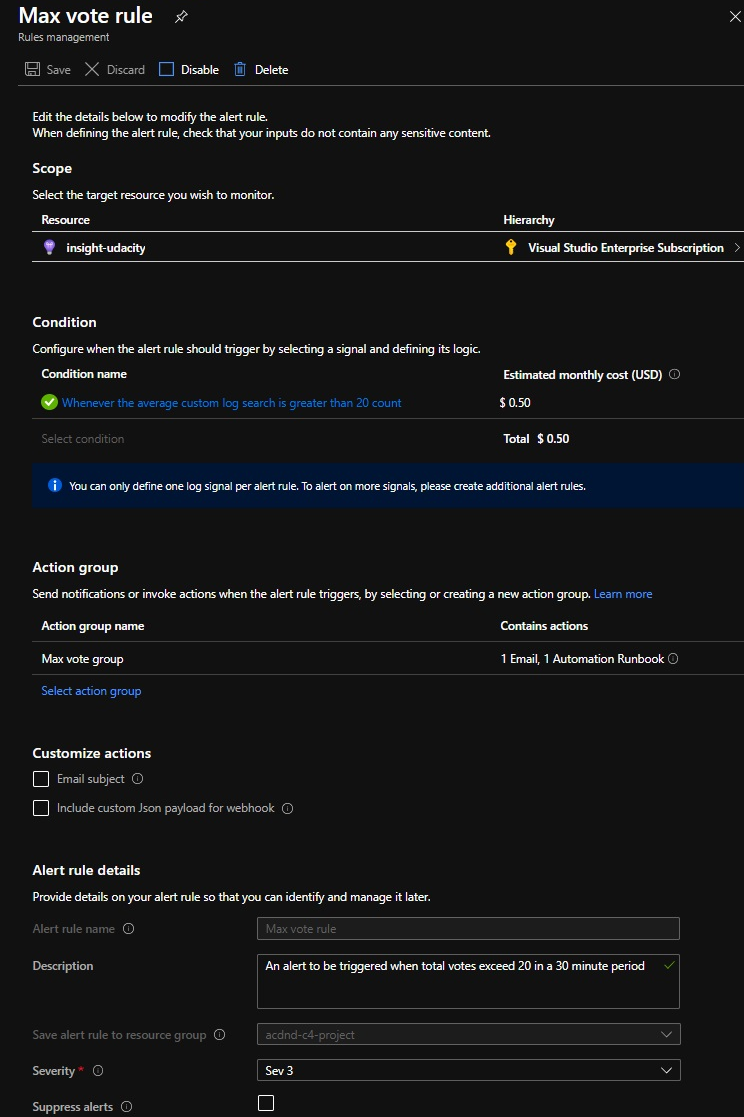 Max vote rule
Rules management
Save Discard Disable Delete
Edit the details below to modify the alert rule.
When defining the alert rule, check that your inputs do not contain any sensitive content.
Scope
Select the target resource you wish to monitor.
Resource Hierarchy
insight-udacity Visual Studio Enterprise Subscription
Condition
Configure when the alert rule should trigger by selecting a signal and defining its logic.
Condition name Estimated monthly cost (USD)
Whenever the average custom log search is greater than 20 count $ 0.50
Select condition Total $ 0.50
You can only define one log signal per alert rule. To alert on more signals, please create additional alert rules.
Action group
Send notifications or invoke actions when the alert rule triggers, by selecting or creating a new action group. Learn more
Action group name Contains actions
Max vote group 1 Email, 1 Automation Runbook
Select action group
Customize actions
Email subject
Include custom Json payload for webhook
Alert rule details
Provide details on your alert rule so that you can identify and manage it later.
Alert rule name Max vote rule
Description An alert to be triggered when total votes exceed 20 in a 30 minute period
Save alert rule to resource group acdnd-c4-project
Severity * Sev 3
Suppress alerts